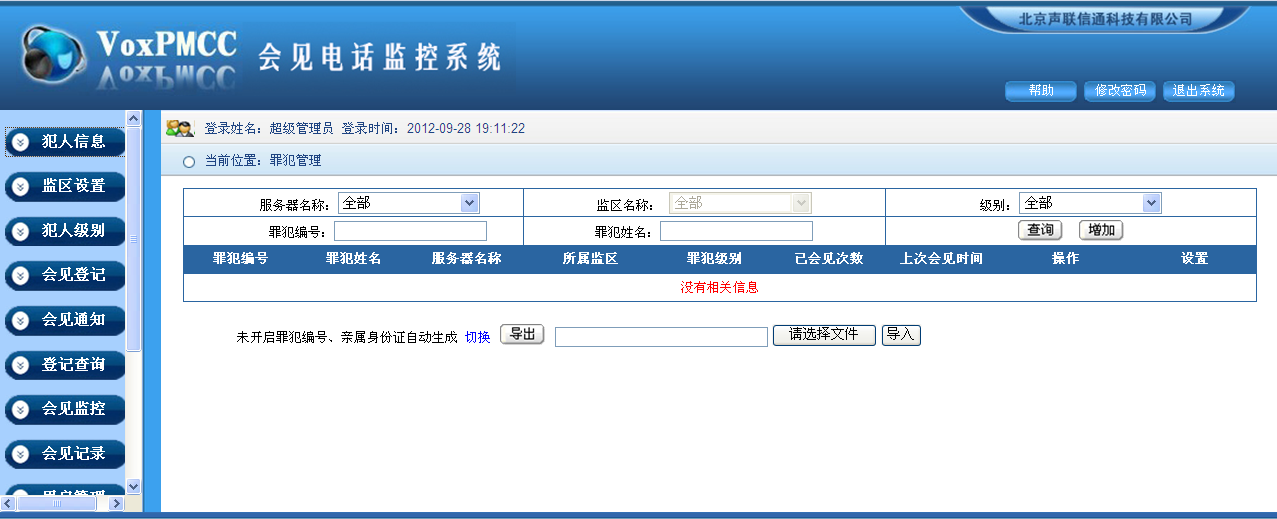 北京声联信通科技有限公司
VoxPMCC 会见电话监控系统
帮助 修改密码 退出系统
登录姓名：超级管理员 登录时间：2012-09-28 19:11:22
当前位置：罪犯管理
犯人信息
监区设置
犯人级别
会见登记
会见通知
登记查询
会见监控
会见记录
用户管理
服务器名称： 全部 监区名称： 全部 级别： 全部
罪犯编号： 罪犯姓名： 查询 增加
罪犯编号 罪犯姓名 服务器名称 所属监区 罪犯级别 已会见次数 上次会见时间 操作 设置
没有相关信息
未开启罪犯编号、亲属身份证自动生成 切换 导出 请选择文件 导入